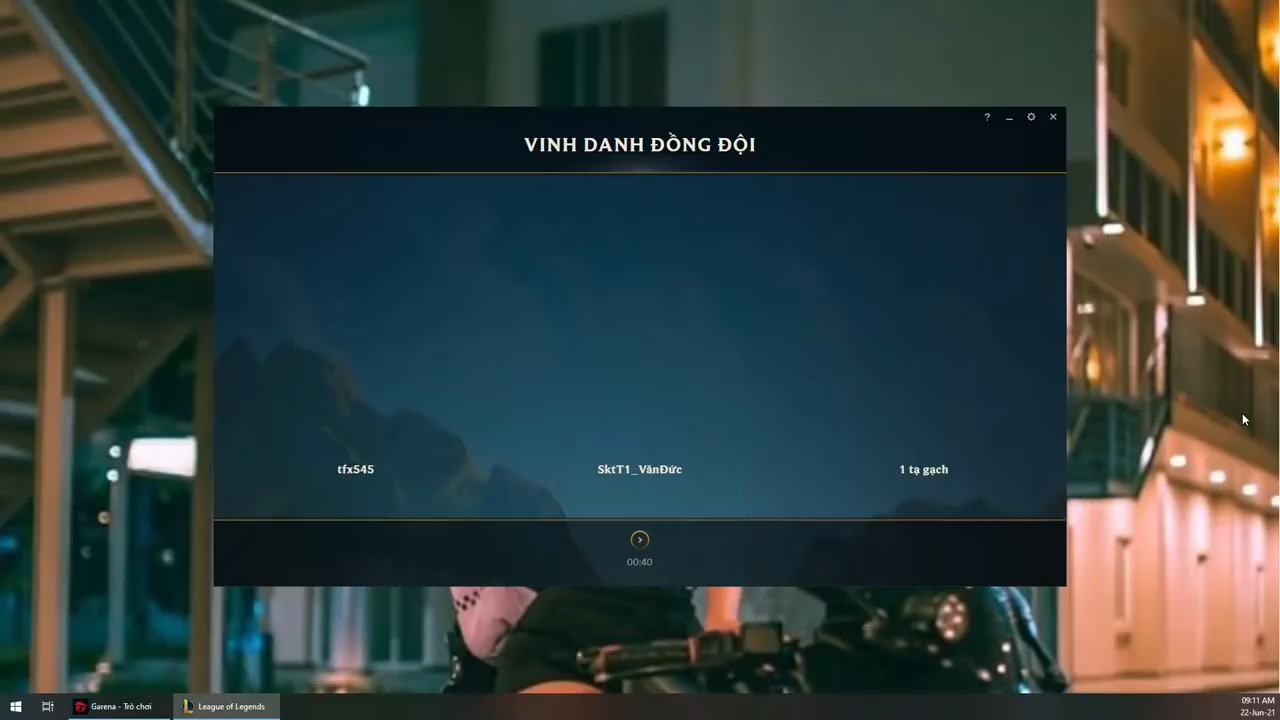 ?
VINH DANH ĐỒNG ĐỘI
tfx545
SktT1_VănĐức
1 tạ gạch
00:40
Garena - Trò chơi
League of Legends
09:11 AM
22-Jun-21